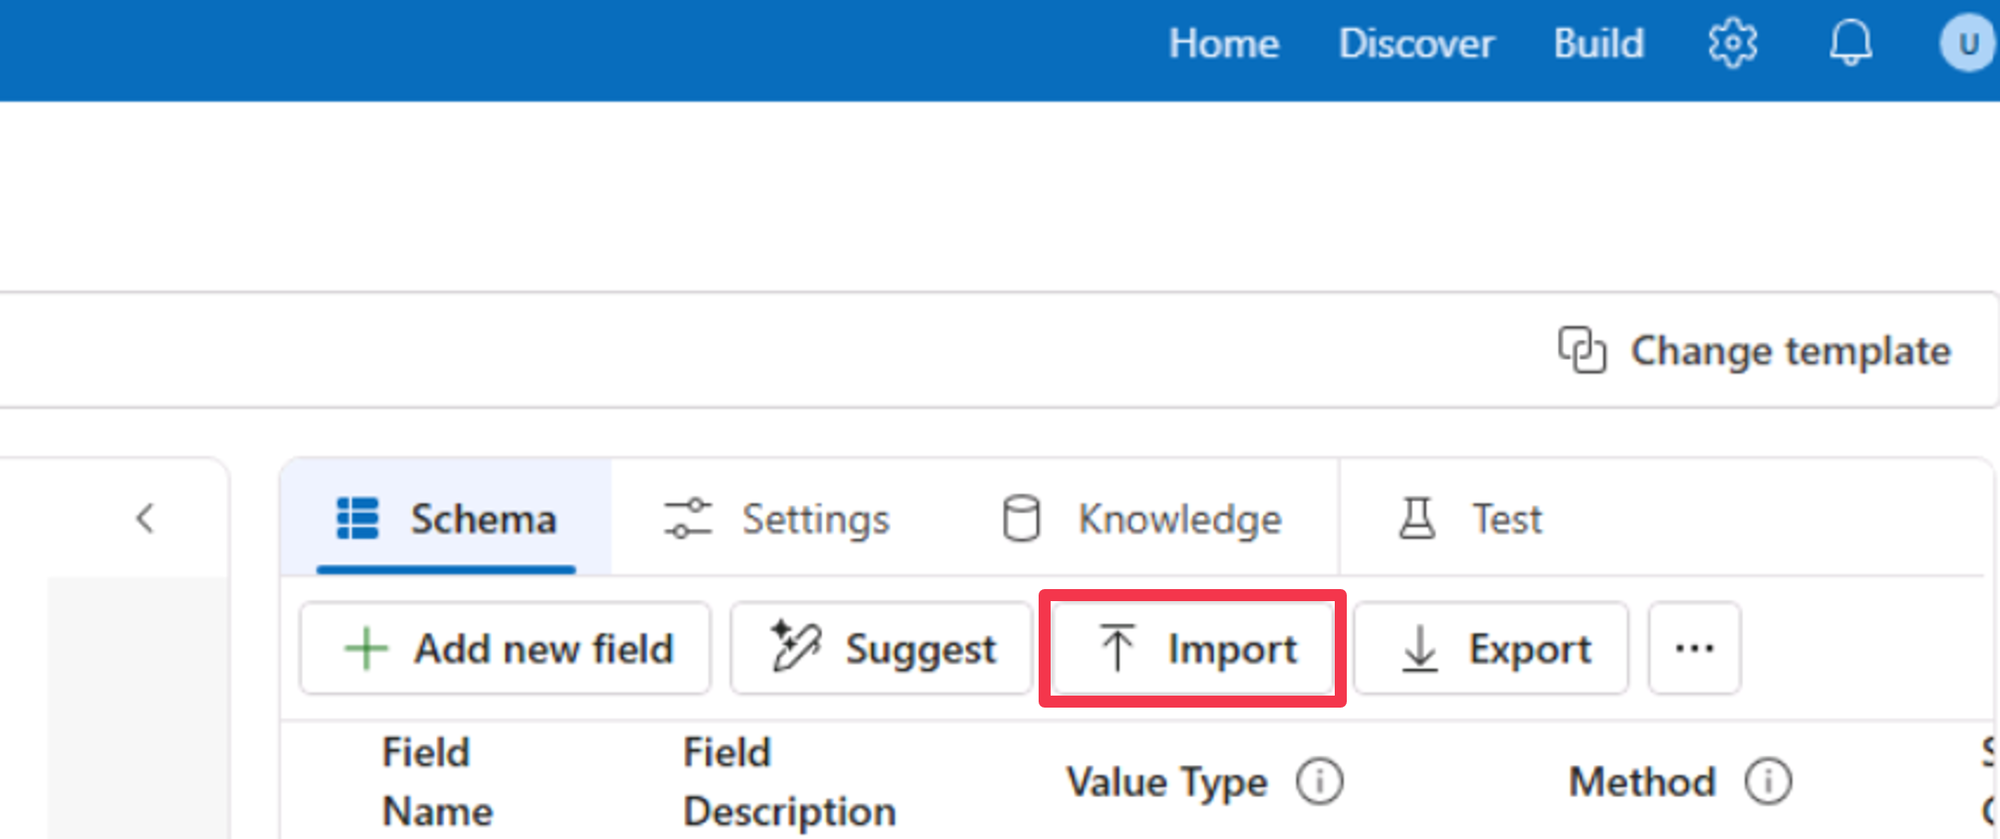 Home Discover Build U
Change template
Schema Settings Knowledge Test
Add new field Suggest Import Export ...
Field Name Field Description Value Type Method